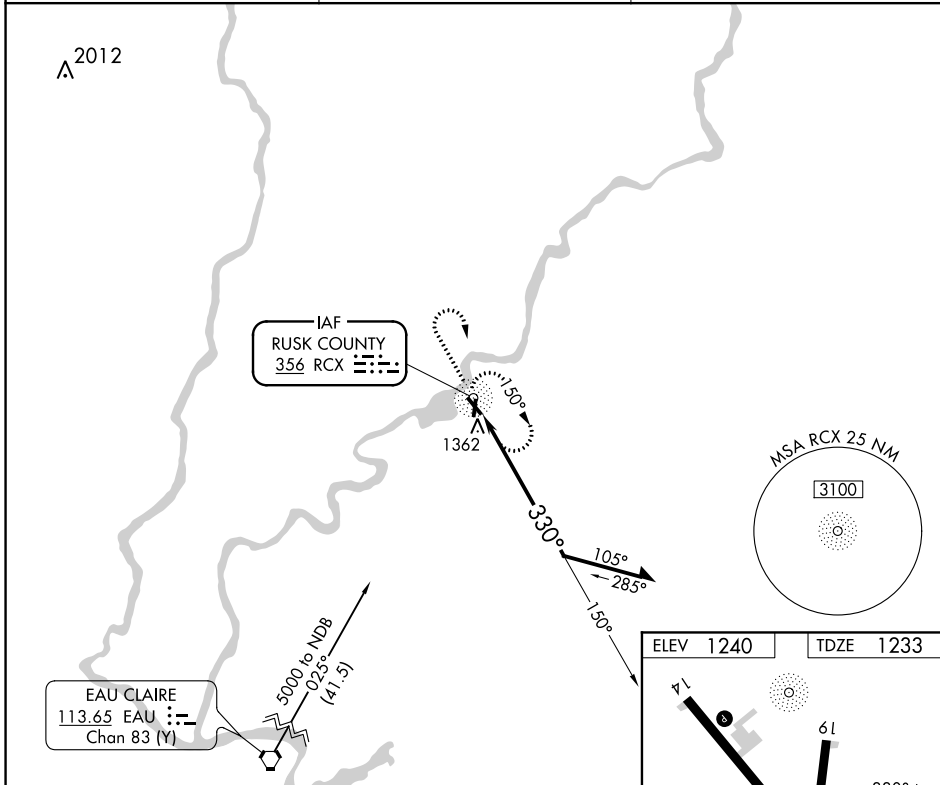 2012
IAF
RUSK COUNTY
356 RCX
150°
1362
MSA RCX 25 NM
3100
330°
105°
285°
150°
5000 to NDB
025°
(41.5)
EAU CLAIRE
113.65 EAU
Chan 83 (Y)
ELEV 1240
TDZE 1233
14
P
19